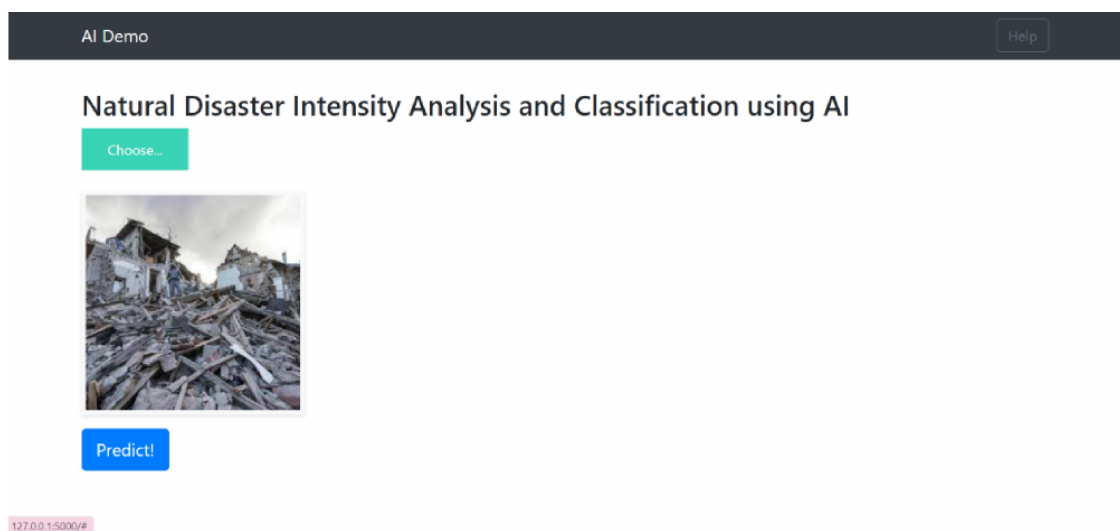 AI Demo
Help
Natural Disaster Intensity Analysis and Classification using AI
Choose...
Predict!
127.0.0.1:5000/#